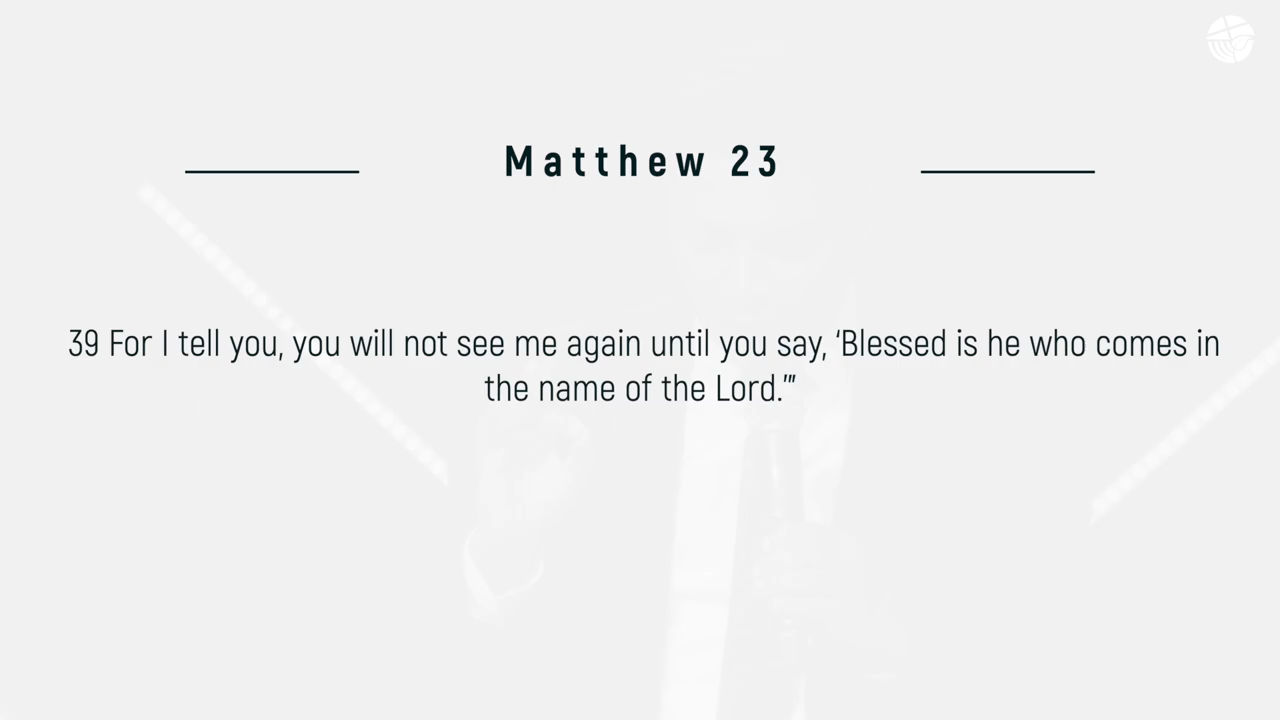 Matthew 23
39 For I tell you, you will not see me again until you say, ‘Blessed is he who comes in
the name of the Lord.’”